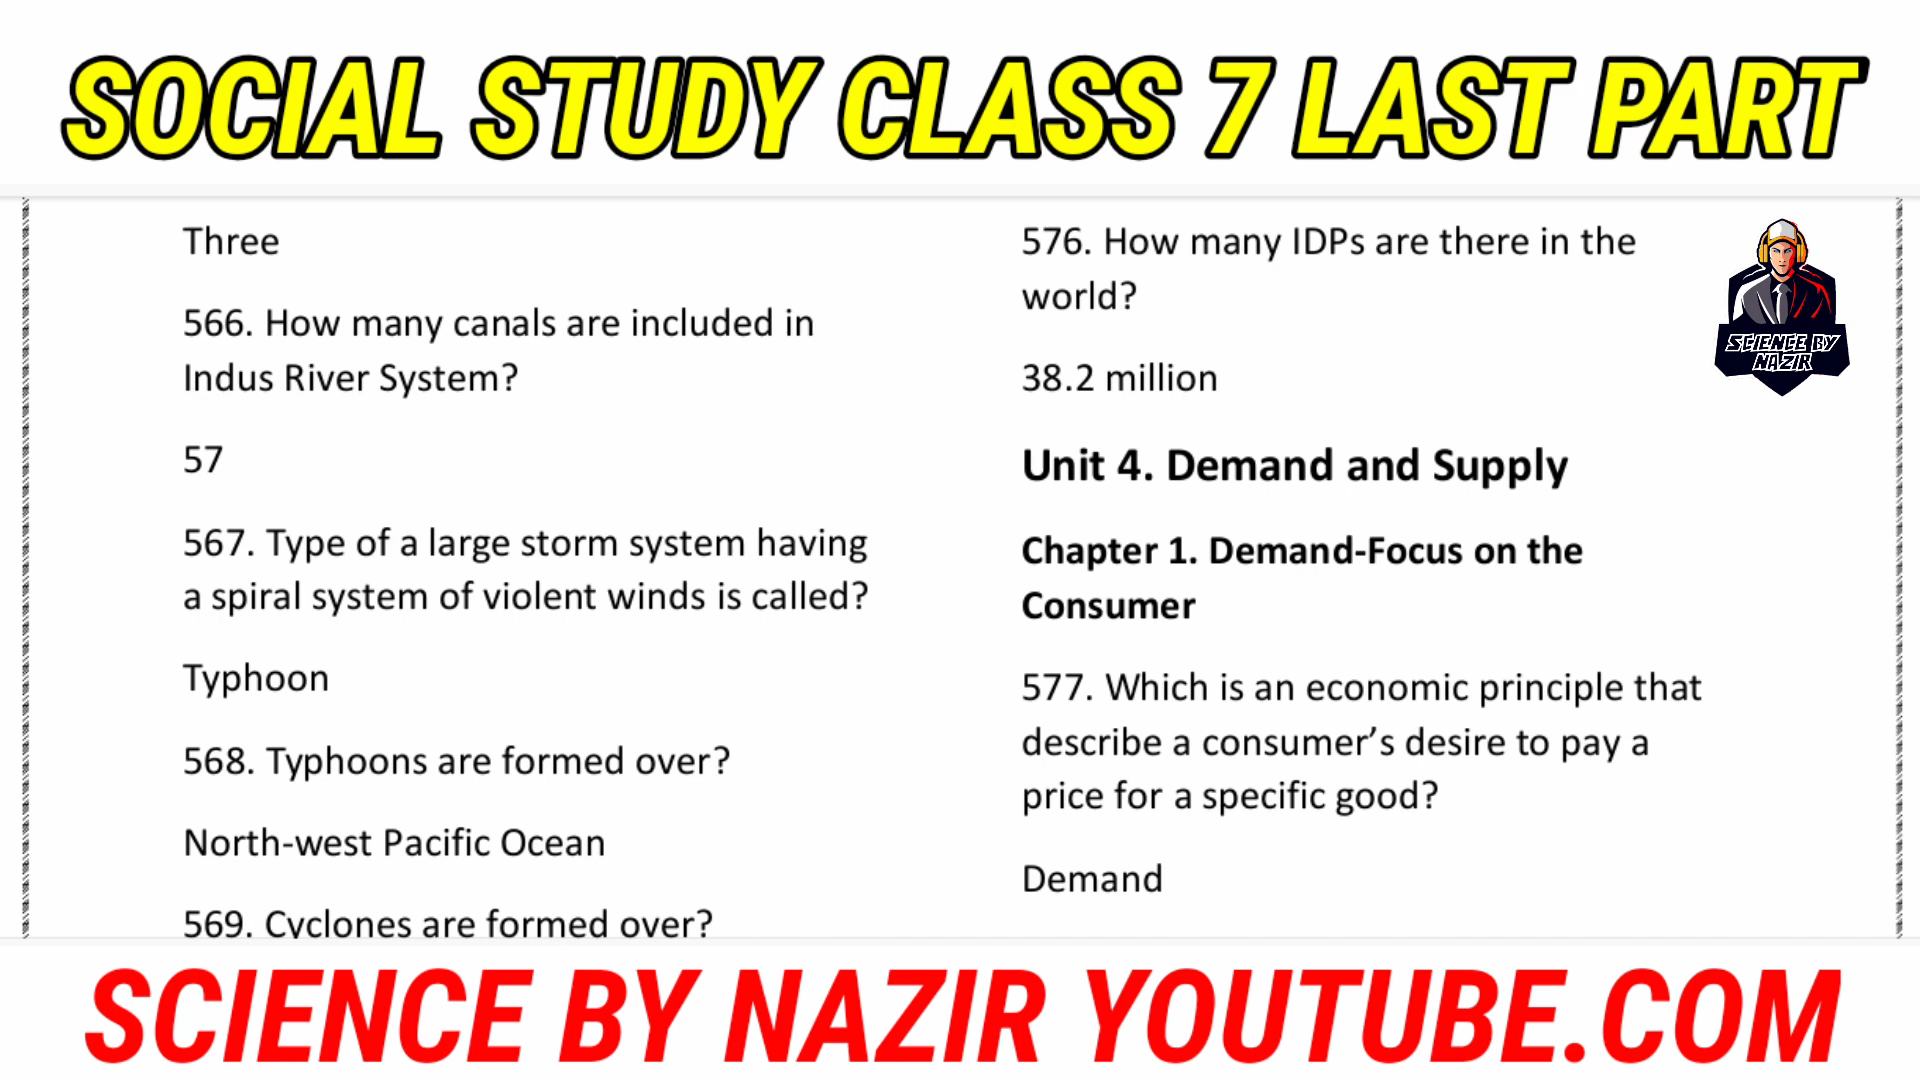 SOCIAL STUDY CLASS 7 LAST PART
Three
566. How many canals are included in
Indus River System?
57
567. Type of a large storm system having
a spiral system of violent winds is called?
Typhoon
568. Typhoons are formed over?
North-west Pacific Ocean
569. Cyclones are formed over?
576. How many IDPs are there in the
world?
38.2 million
Unit 4. Demand and Supply
Chapter 1. Demand-Focus on the
Consumer
577. Which is an economic principle that
describe a consumer’s desire to pay a
price for a specific good?
Demand
SCIENCE BY
NAZIR
SCIENCE BY NAZIR YOUTUBE.COM